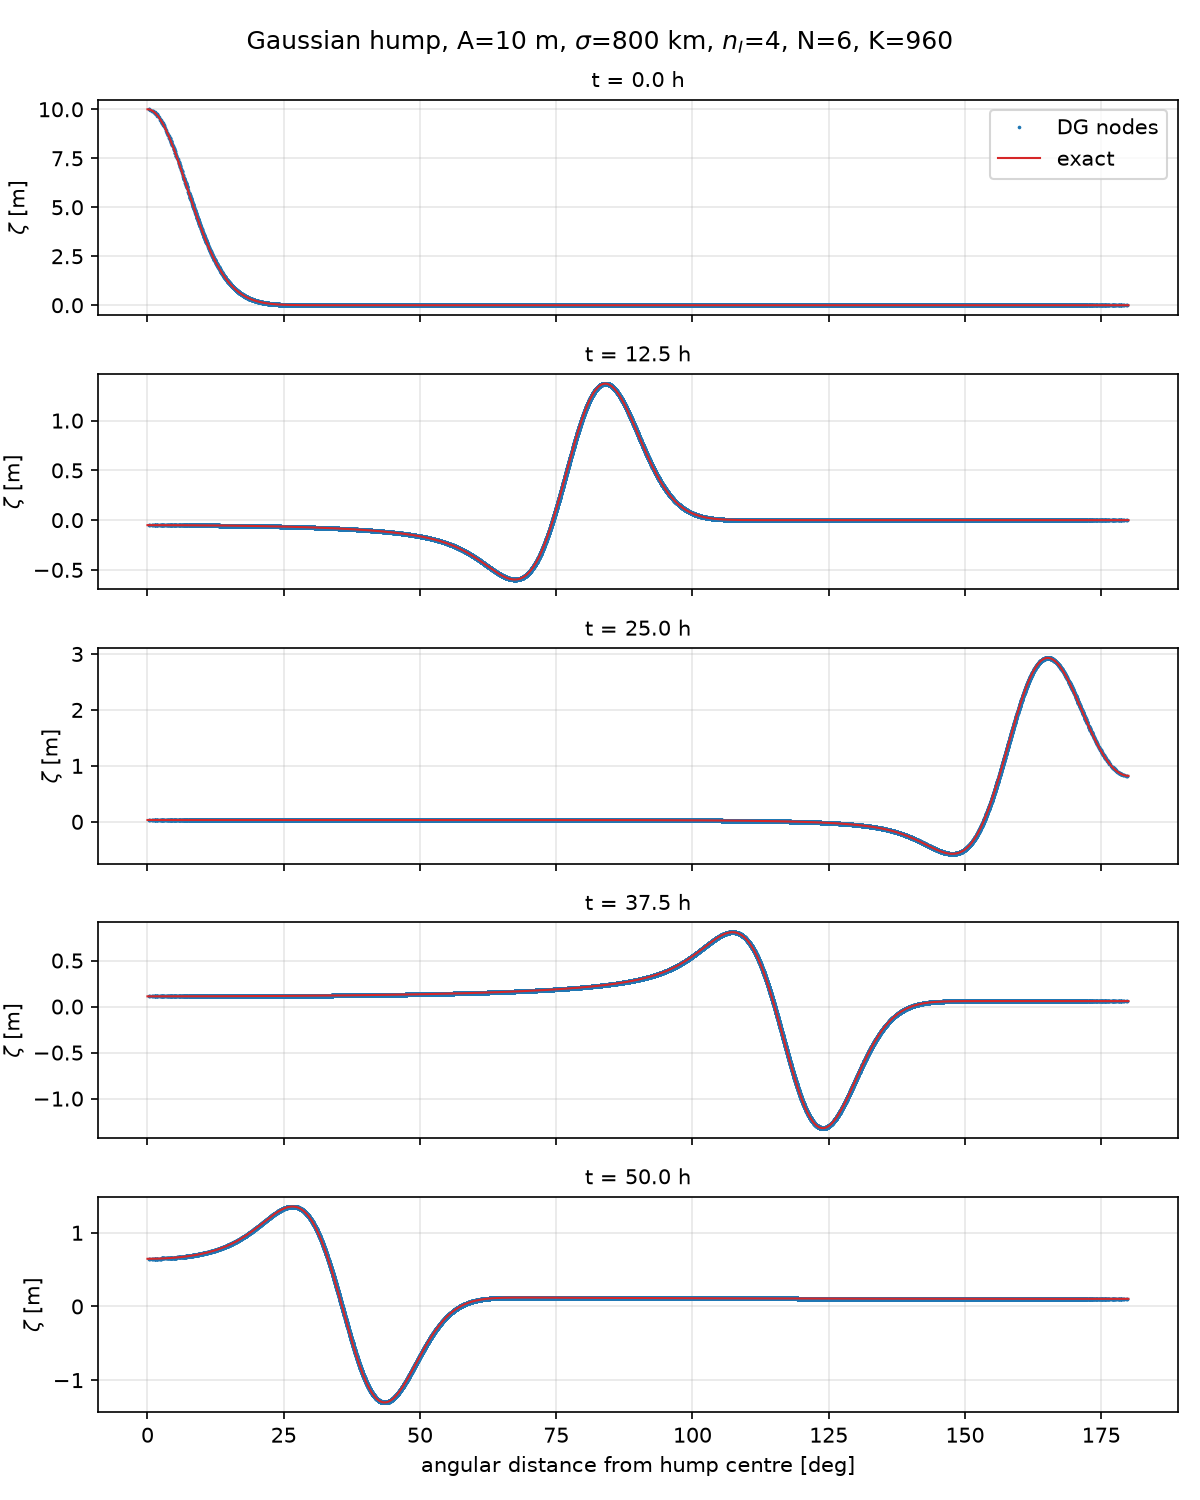 Gaussian hump, A=10 m, σ=800 km, n_I=4, N=6, K=960
t = 0.0 h
10.0
7.5
5.0
2.5
0.0
ζ [m]
DG nodes
exact
t = 12.5 h
1.0
0.5
0.0
−0.5
ζ [m]
t = 25.0 h
3
2
1
0
ζ [m]
t = 37.5 h
0.5
0.0
−0.5
−1.0
ζ [m]
t = 50.0 h
1
0
−1
ζ [m]
0 25 50 75 100 125 150 175
angular distance from hump centre [deg]